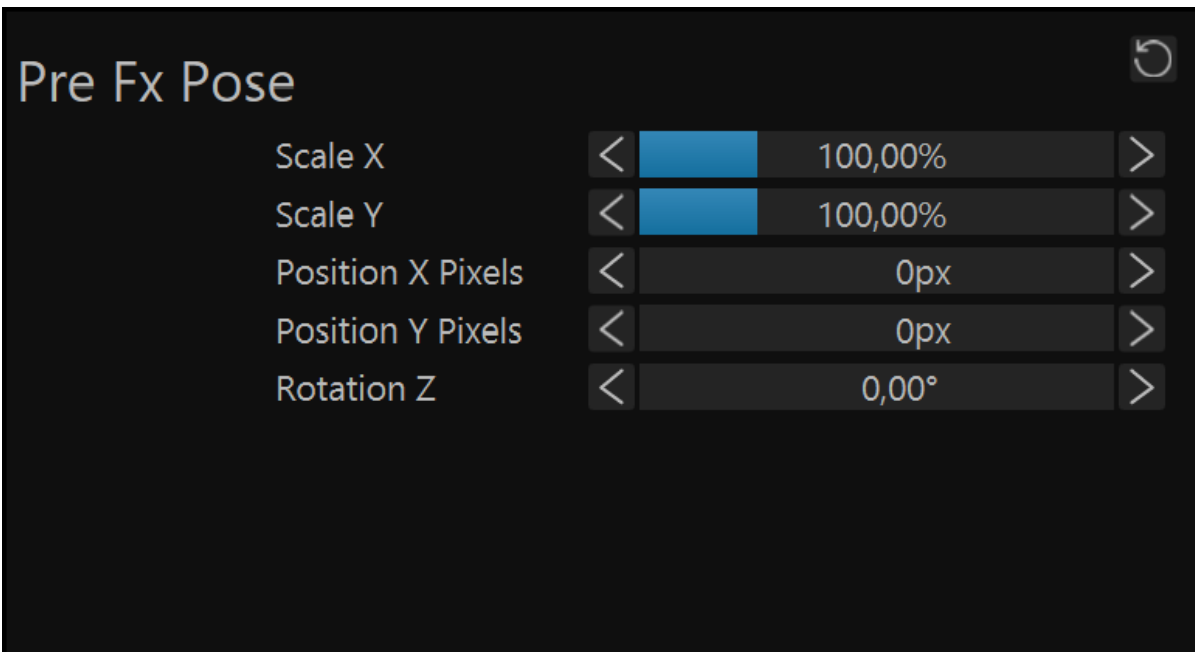 Pre Fx Pose
Scale X 100,00%
Scale Y 100,00%
Position X Pixels 0px
Position Y Pixels 0px
Rotation Z 0,00°